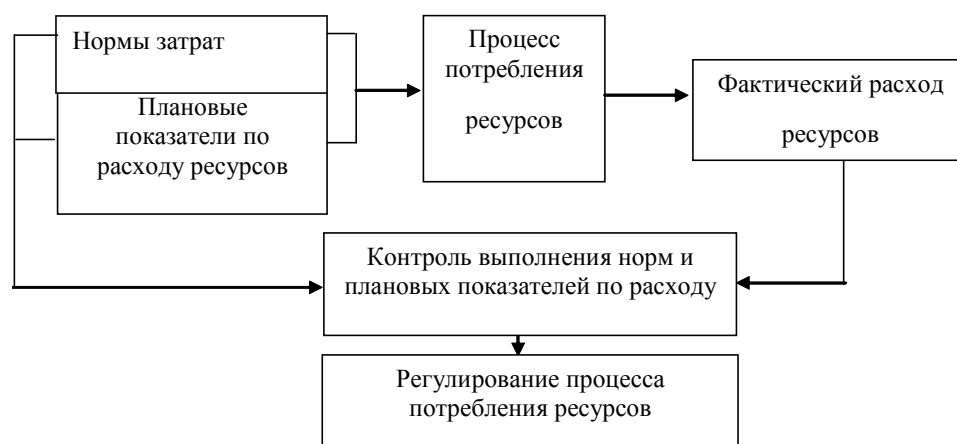 Нормы затрат
Плановые
показатели по
расходу ресурсов
Процесс
потребления
ресурсов
Фактический расход
ресурсов
Контроль выполнения норм и
плановых показателей по расходу
Регулирование процесса
потребления ресурсов